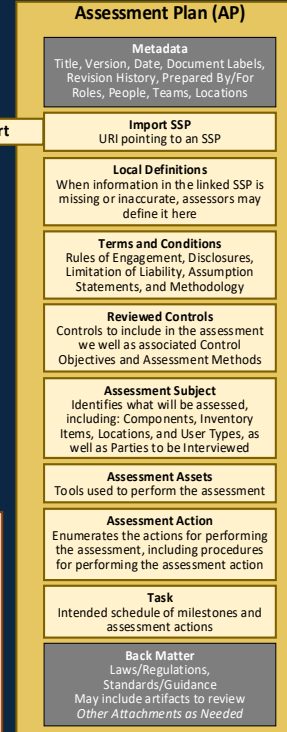 Assessment Plan (AP)
Metadata
Title, Version, Date, Document Labels,
Revision History, Prepared By/For
Roles, People, Teams, Locations
rt
Import SSP
URI pointing to an SSP
Local Definitions
When information in the linked SSP is
missing or inaccurate, assessors may
define it here
Terms and Conditions
Rules of Engagement, Disclosures,
Limitation of Liability, Assumption
Statements, and Methodology
Reviewed Controls
Controls to include in the assessment
we well as associated Control
Objectives and Assessment Methods
Assessment Subject
Identifies what will be assessed,
including: Components, Inventory
Items, Locations, and User Types, as
well as Parties to be Interviewed
Assessment Assets
Tools used to perform the assessment
Assessment Action
Enumerates the actions for performing
the assessment, including procedures
for performing the assessment action
Task
Intended schedule of milestones and
assessment actions
Back Matter
Laws/Regulations,
Standards/Guidance
May include artifacts to review
Other Attachments as Needed